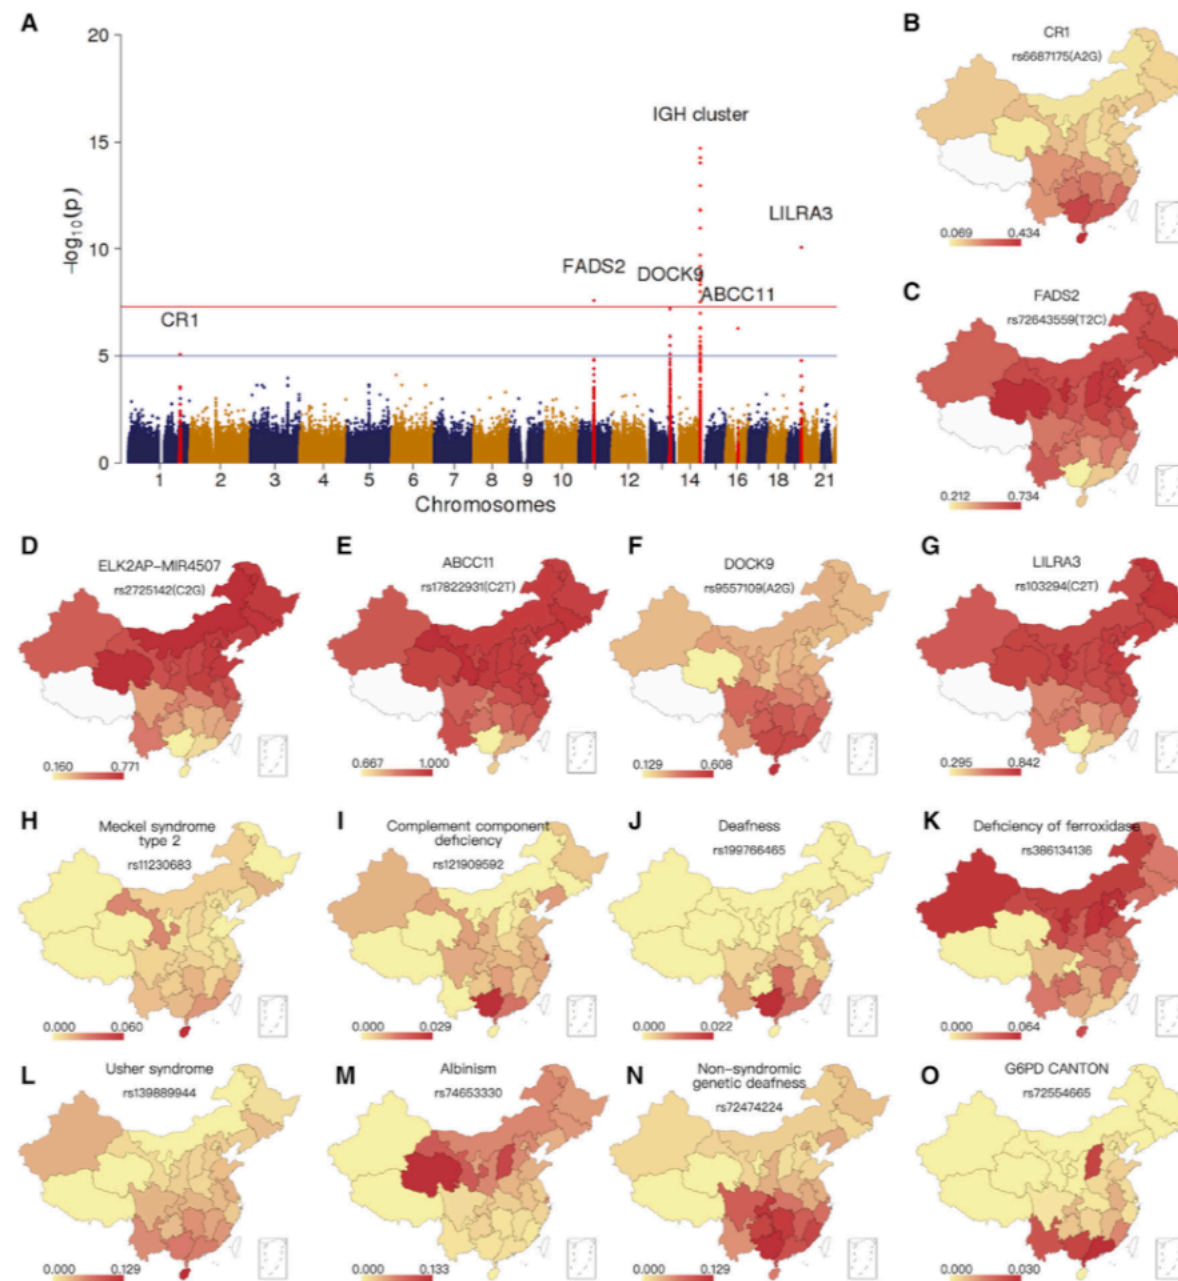 A
20
15
10
5
0
-log10(p)
CR1
FADS2
DOCK9
IGH cluster
ABCC11
LILRA3
1 2 3 4 5 6 7 8 9 10 12 14 16 18 21
Chromosomes
B
CR1
rs6687175(A2G)
0.069 0.434
C
FADS2
rs72643559(T2C)
0.212 0.734
D
ELK2AP-MIR4507
rs2725142(C2G)
0.160 0.771
E
ABCC11
rs17822931(C2T)
0.667 1.000
F
DOCK9
rs9557109(A2G)
0.129 0.608
G
LILRA3
rs103294(C2T)
0.295 0.842
H
Meckel syndrome
type 2
rs11230683
0.000 0.060
I
Complement component
deficiency
rs121909592
0.000 0.029
J
Deafness
rs199766465
0.000 0.022
K
Deficiency of ferroxidase
rs386134136
0.000 0.064
L
Usher syndrome
rs139889944
0.000 0.129
M
Albinism
rs74653330
0.000 0.133
N
Non-syndromic
genetic deafness
rs72474224
0.000 0.129
O
G6PD CANTON
rs72554665
0.000 0.030